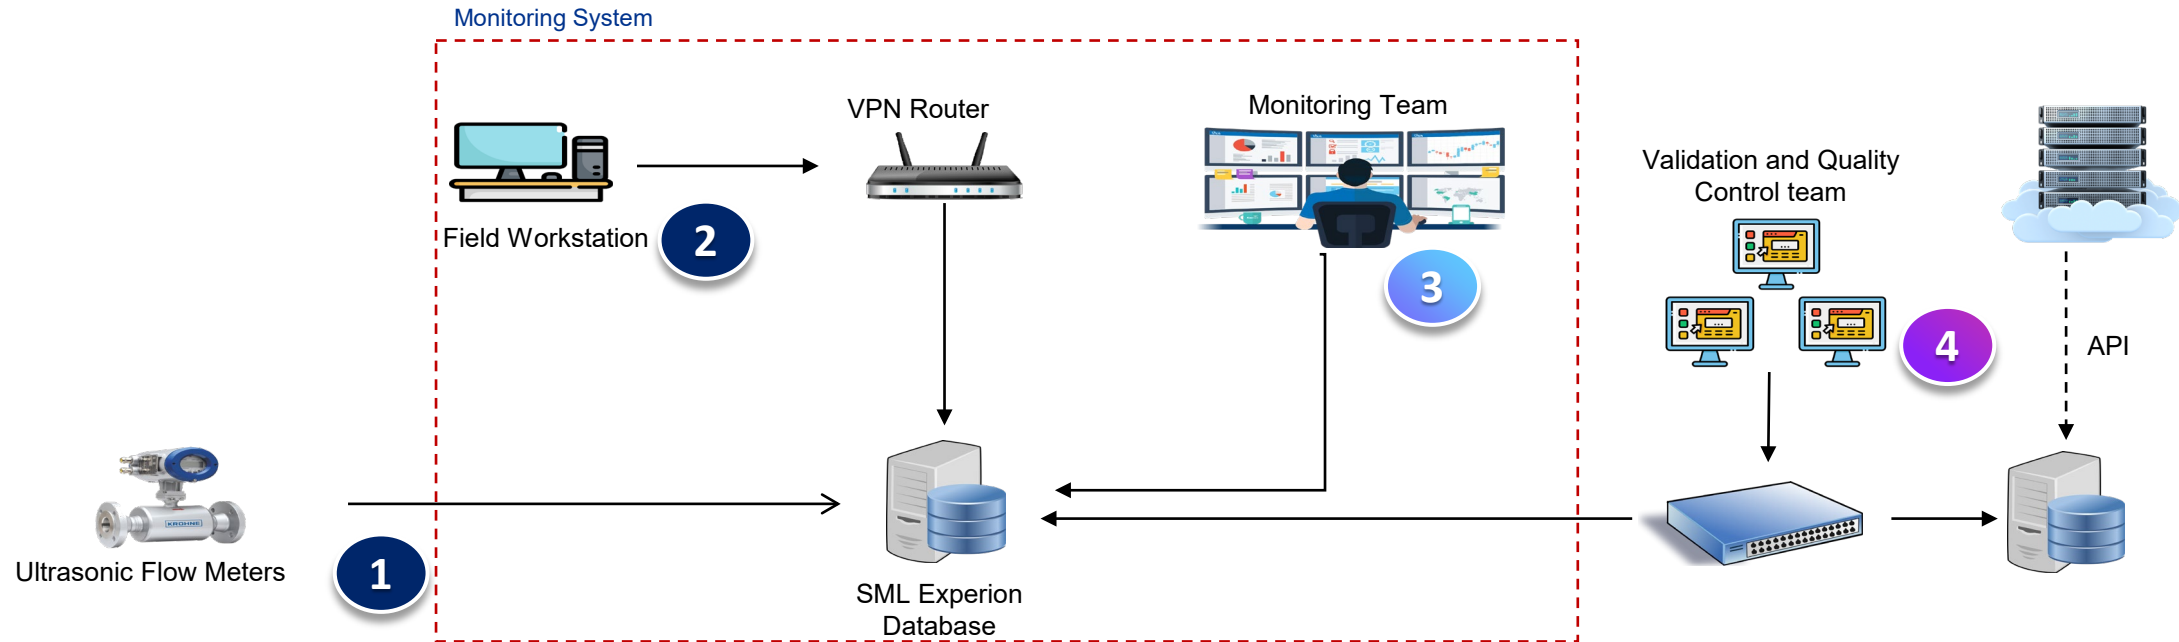 Monitoring System
VPN Router
Monitoring Team
Validation and Quality
Control team
Field Workstation
2
3
4
API
KROHNE
Ultrasonic Flow Meters
1
SML Experion
Database